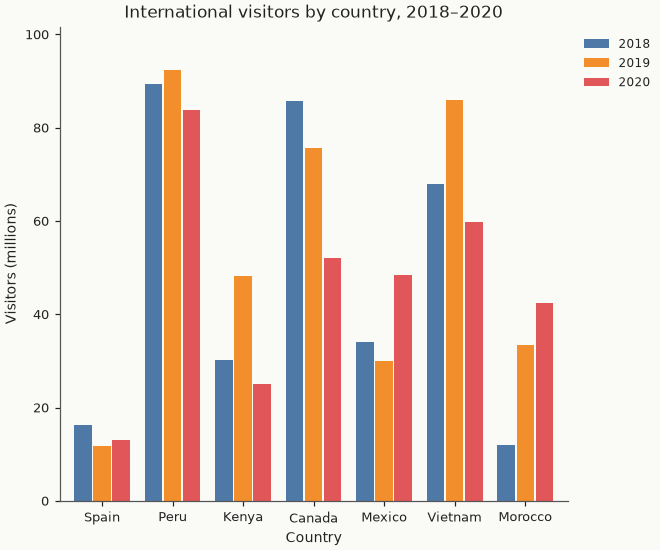 International visitors by country, 2018–2020
2018
2019
2020
Visitors (millions)
100
80
60
40
20
0
Spain Peru Kenya Canada Mexico Vietnam Morocco
Country